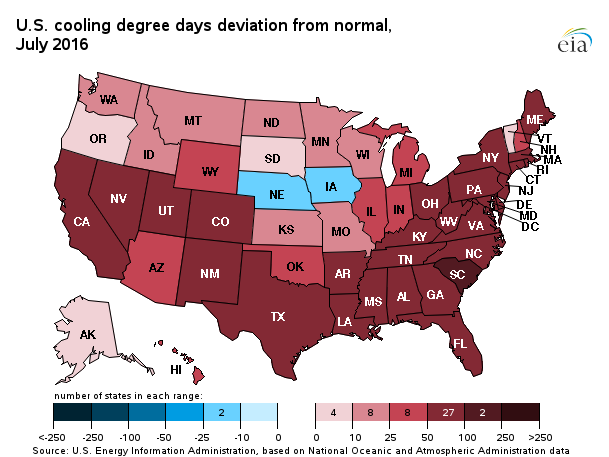 U.S. cooling degree days deviation from normal,
July 2016
eia
WA
OR
MT
ID
ND
SD
MN
WI
WY
NE
IA
MI
NV
UT
CO
CA
AZ
NM
KS
MO
OK
TX
IL
IN
OH
KY
WV
VA
PA
NY
ME
VT
NH
MA
RI
CT
NJ
DE
MD
DC
NC
TN
SC
AR
MS
AL
GA
LA
FL
AK
HI
number of states in each range:
2 4 8 8 27 2
<-250 -250 -100 -50 -25 -10 0 0 10 25 50 100 250 >250
Source: U.S. Energy Information Administration, based on National Oceanic and Atmospheric Administration data